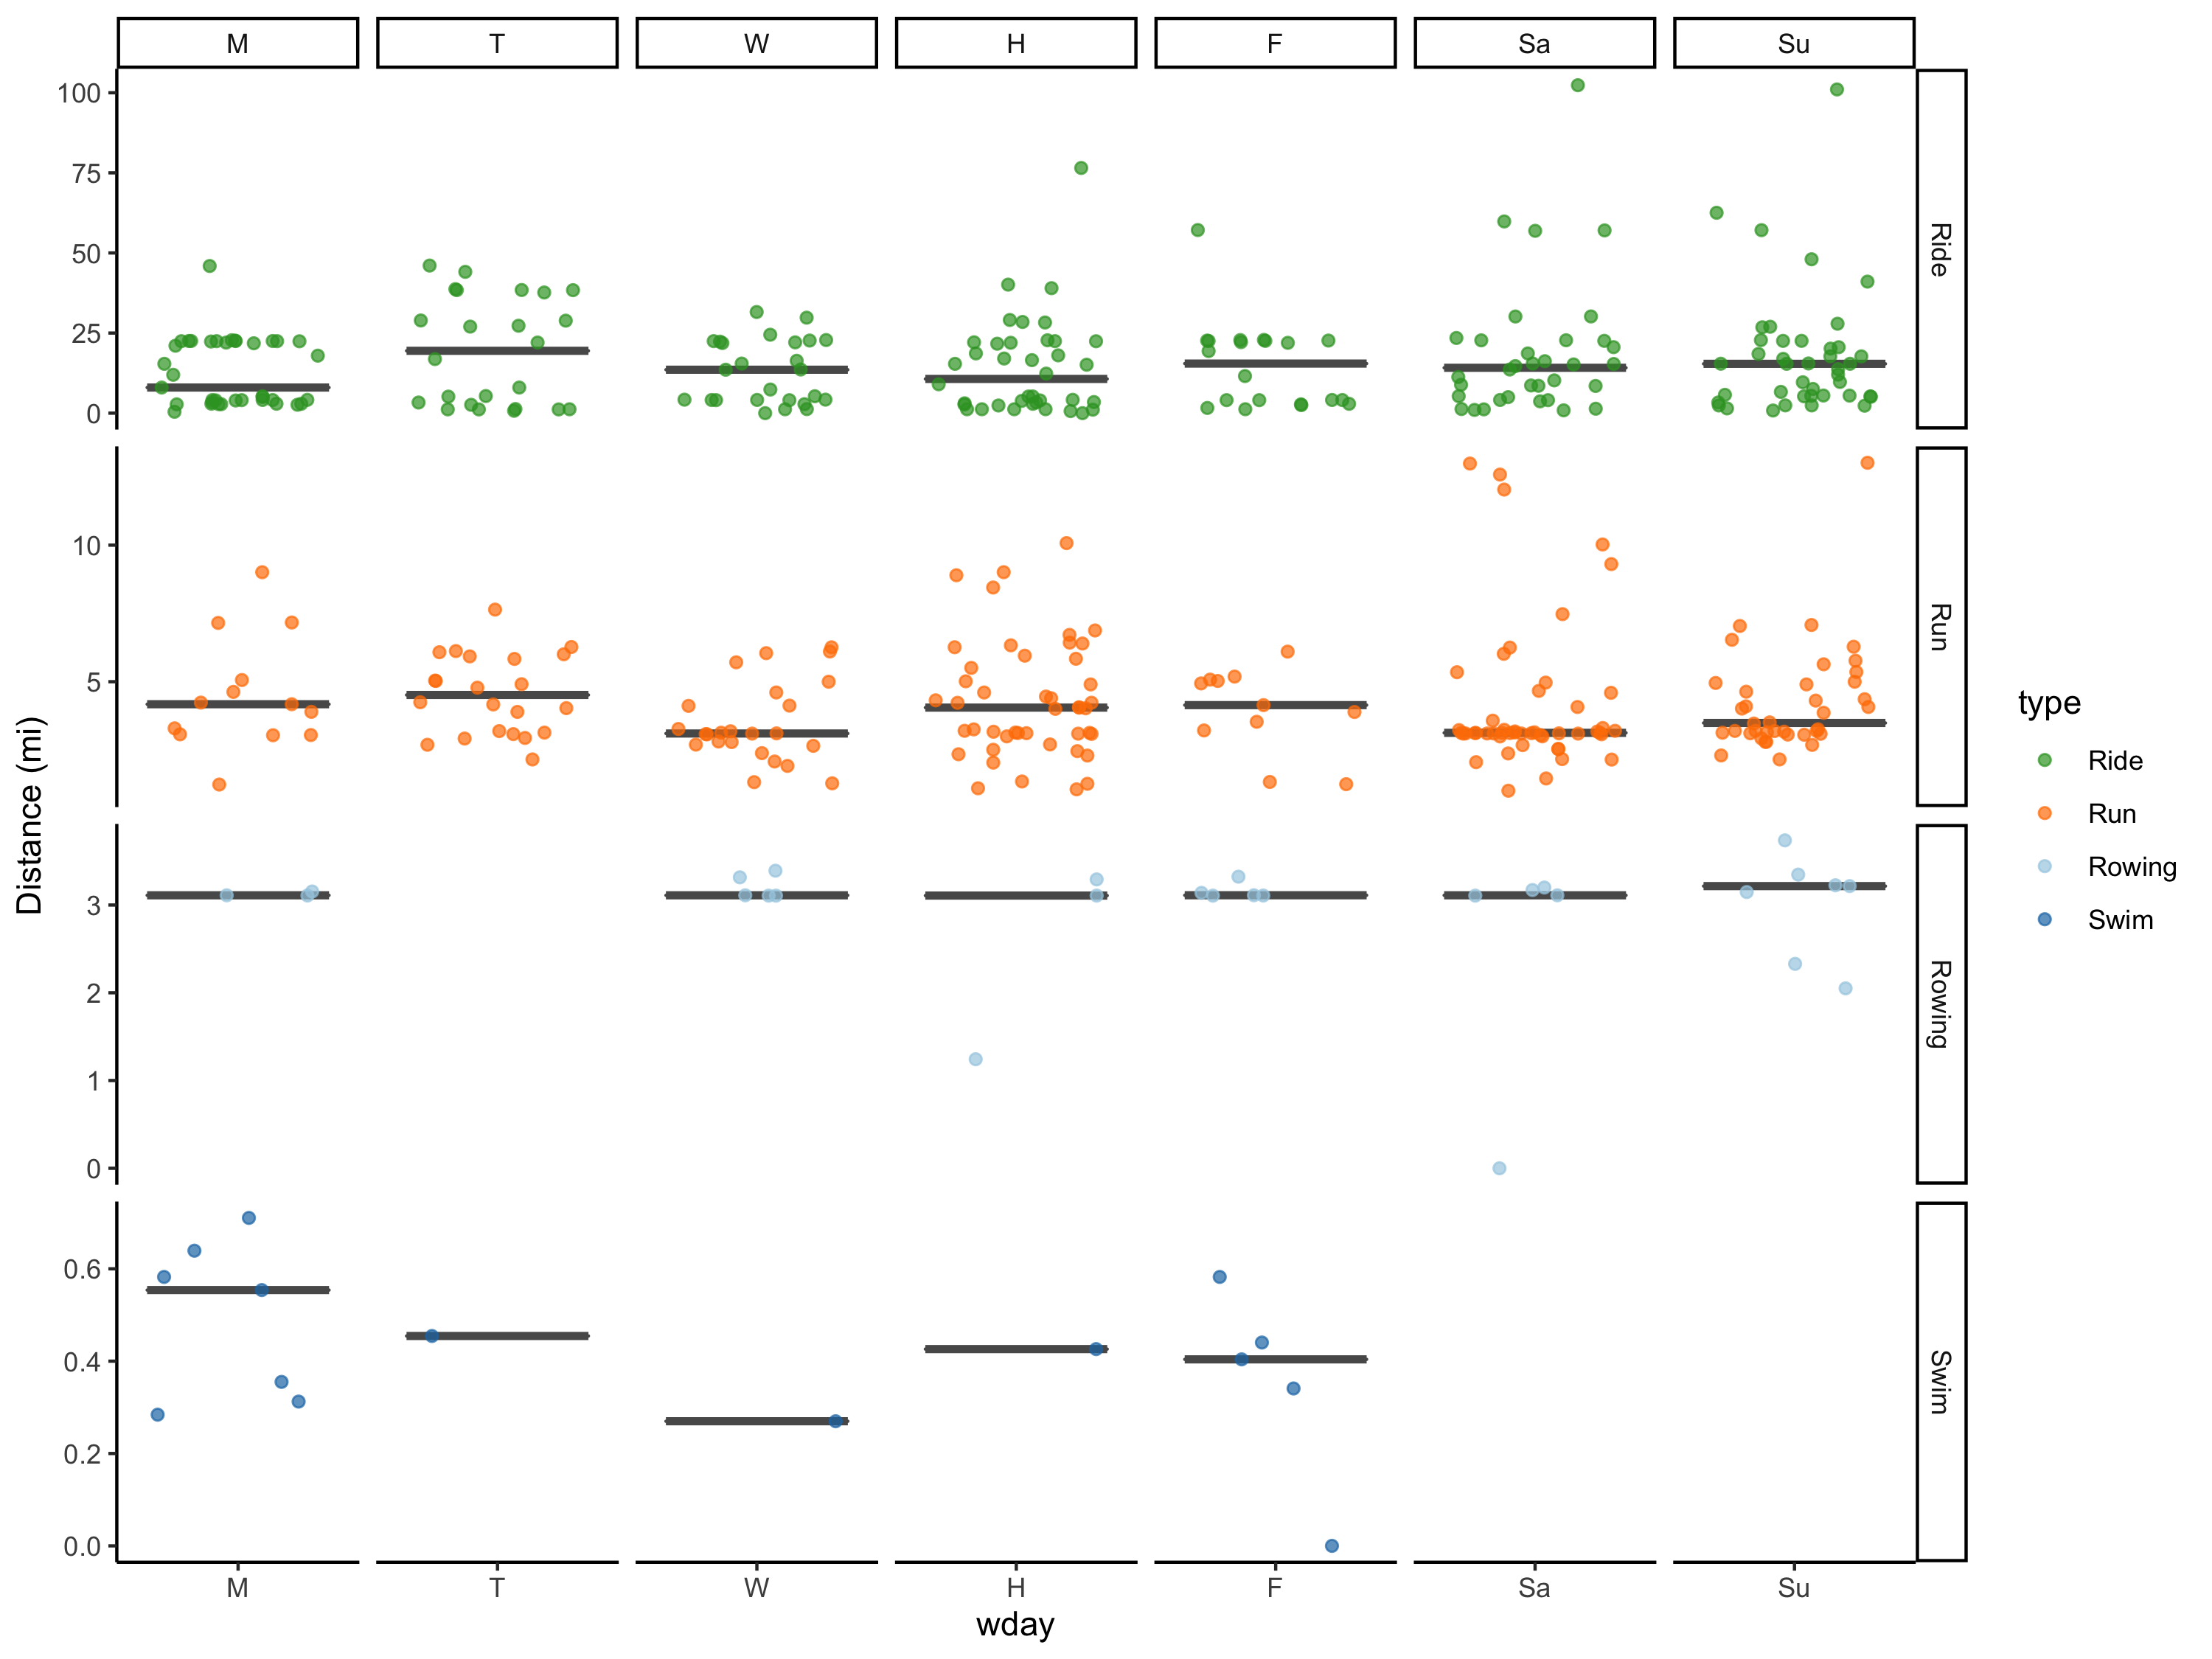 M T W H F Sa Su
100
75
50
25
0
Ride
10
5
Run
3
2
1
0
Rowing
0.6
0.4
0.2
0.0
Swim
M T W H F Sa Su
wday
Distance (mi)
type
Ride
Run
Rowing
Swim